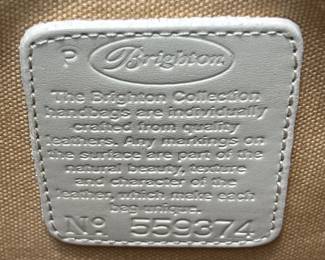 P Brighton
The Brighton Collection
handbags are individually
crafted from quality
leathers. Any markings on
the surface are part of the
natural beauty, texture
and character of the
leather, which make each
bag unique.
No 559374